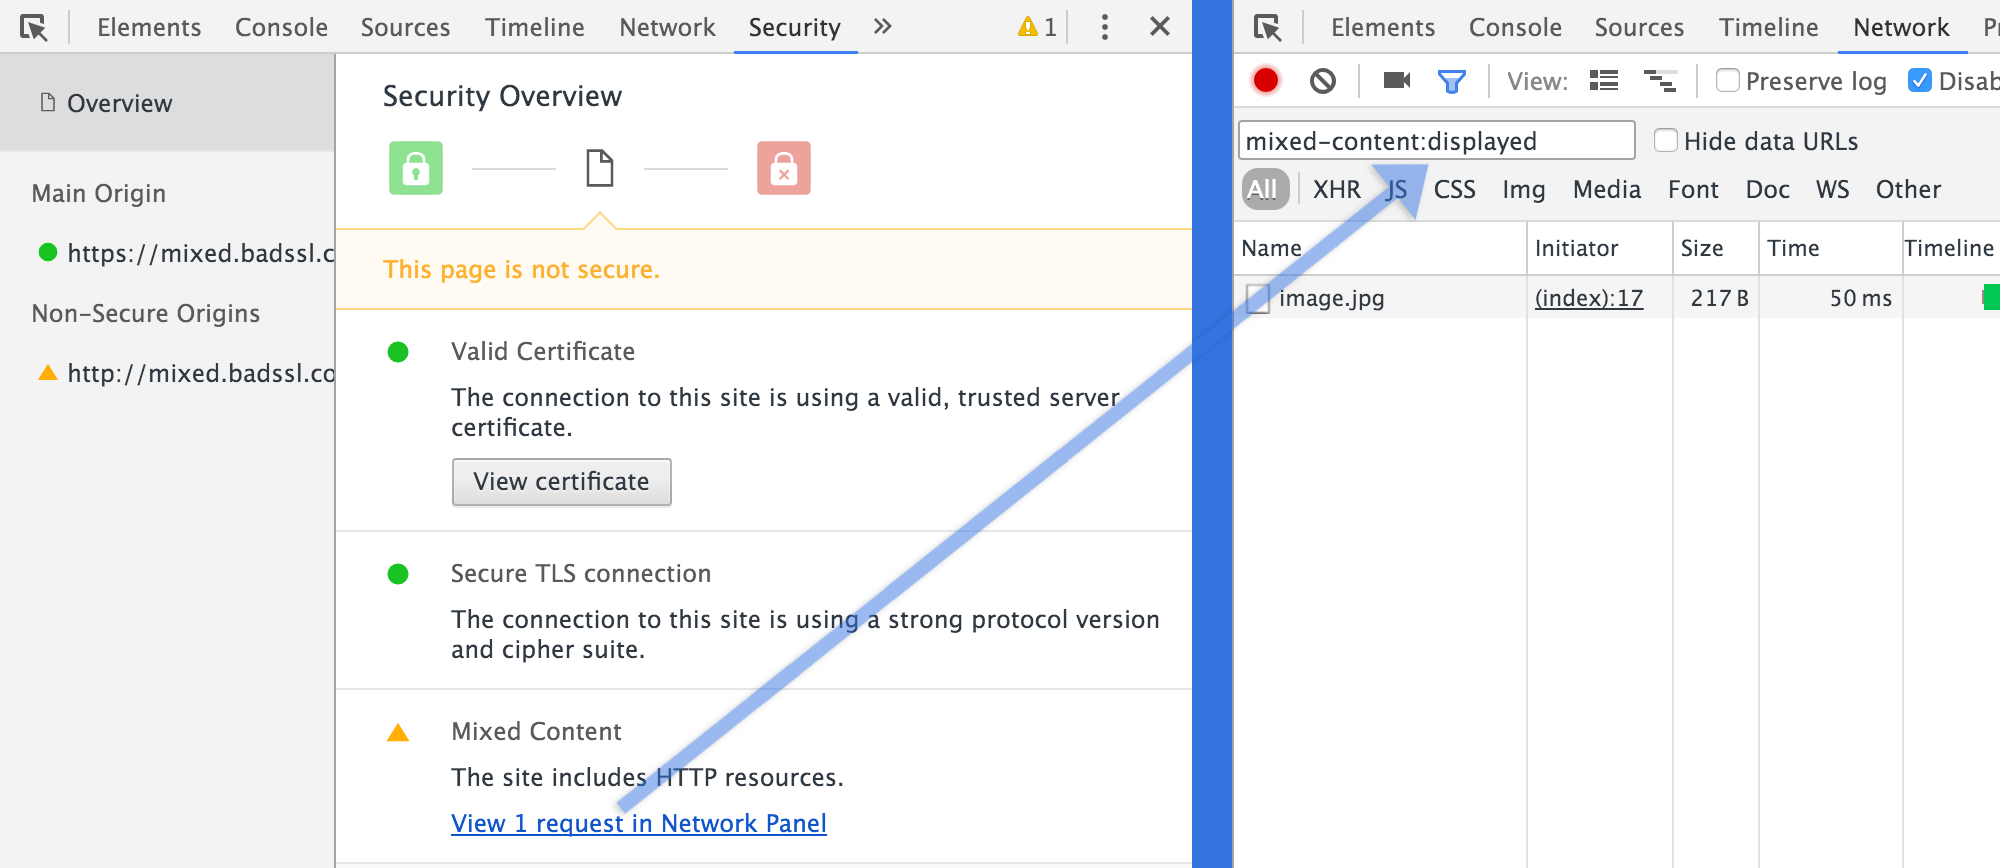 Elements Console Sources Timeline Network Security » 1
Overview
Main Origin
https://mixed.badssl.c
Non-Secure Origins
http://mixed.badssl.co
Security Overview
This page is not secure.
Valid Certificate
The connection to this site is using a valid, trusted server
certificate.
View certificate
Secure TLS connection
The connection to this site is using a strong protocol version
and cipher suite.
Mixed Content
The site includes HTTP resources.
View 1 request in Network Panel
Elements Console Sources Timeline Network Pr
View: Preserve log Disab
mixed-content:displayed Hide data URLs
All XHR JS CSS Img Media Font Doc WS Other
Name Initiator Size Time Timeline
image.jpg (index):17 217 B 50 ms